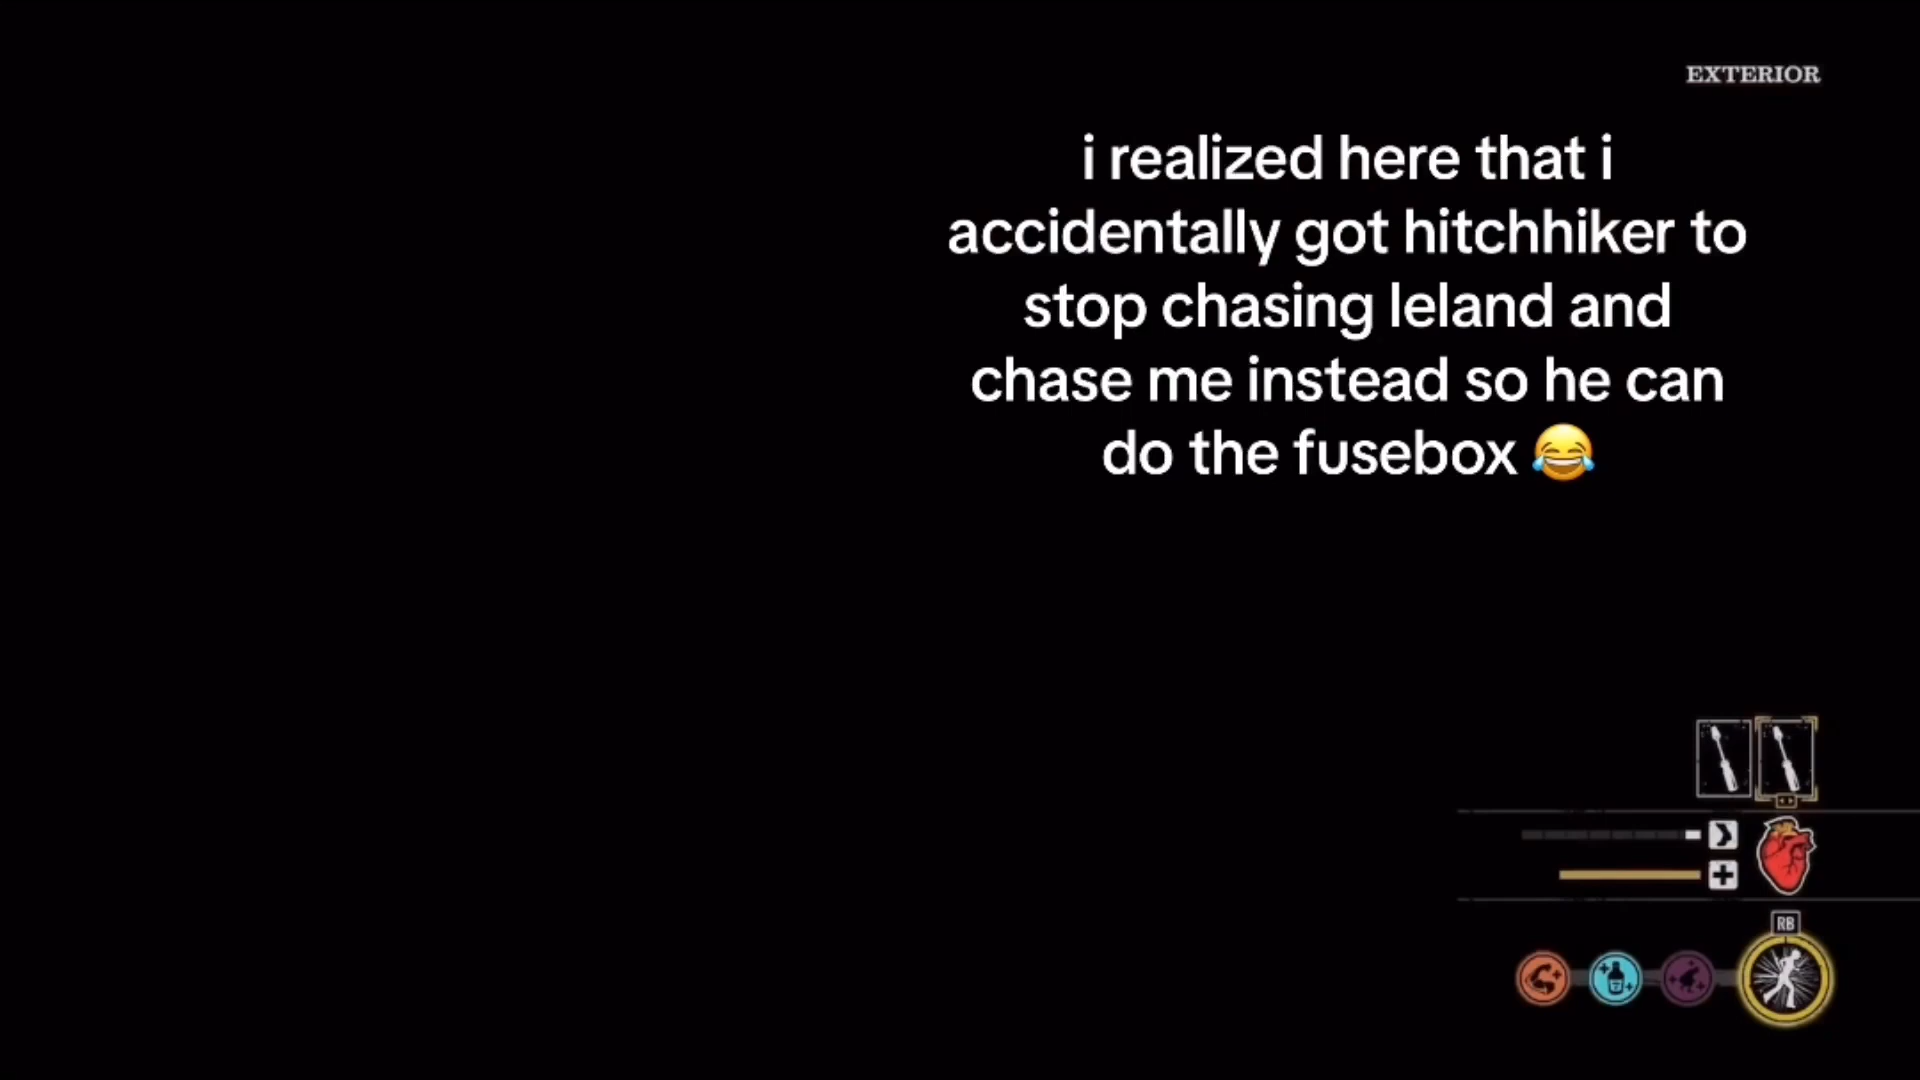 EXTERIOR
i realized here that i
accidentally got hitchhiker to
stop chasing leland and
chase me instead so he can
do the fusebox 😂
RB